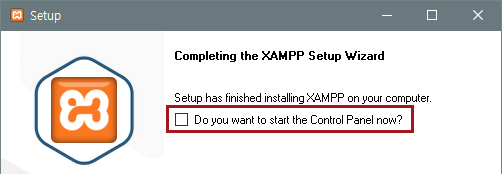 Setup
Completing the XAMPP Setup Wizard
Setup has finished installing XAMPP on your computer.
Do you want to start the Control Panel now?